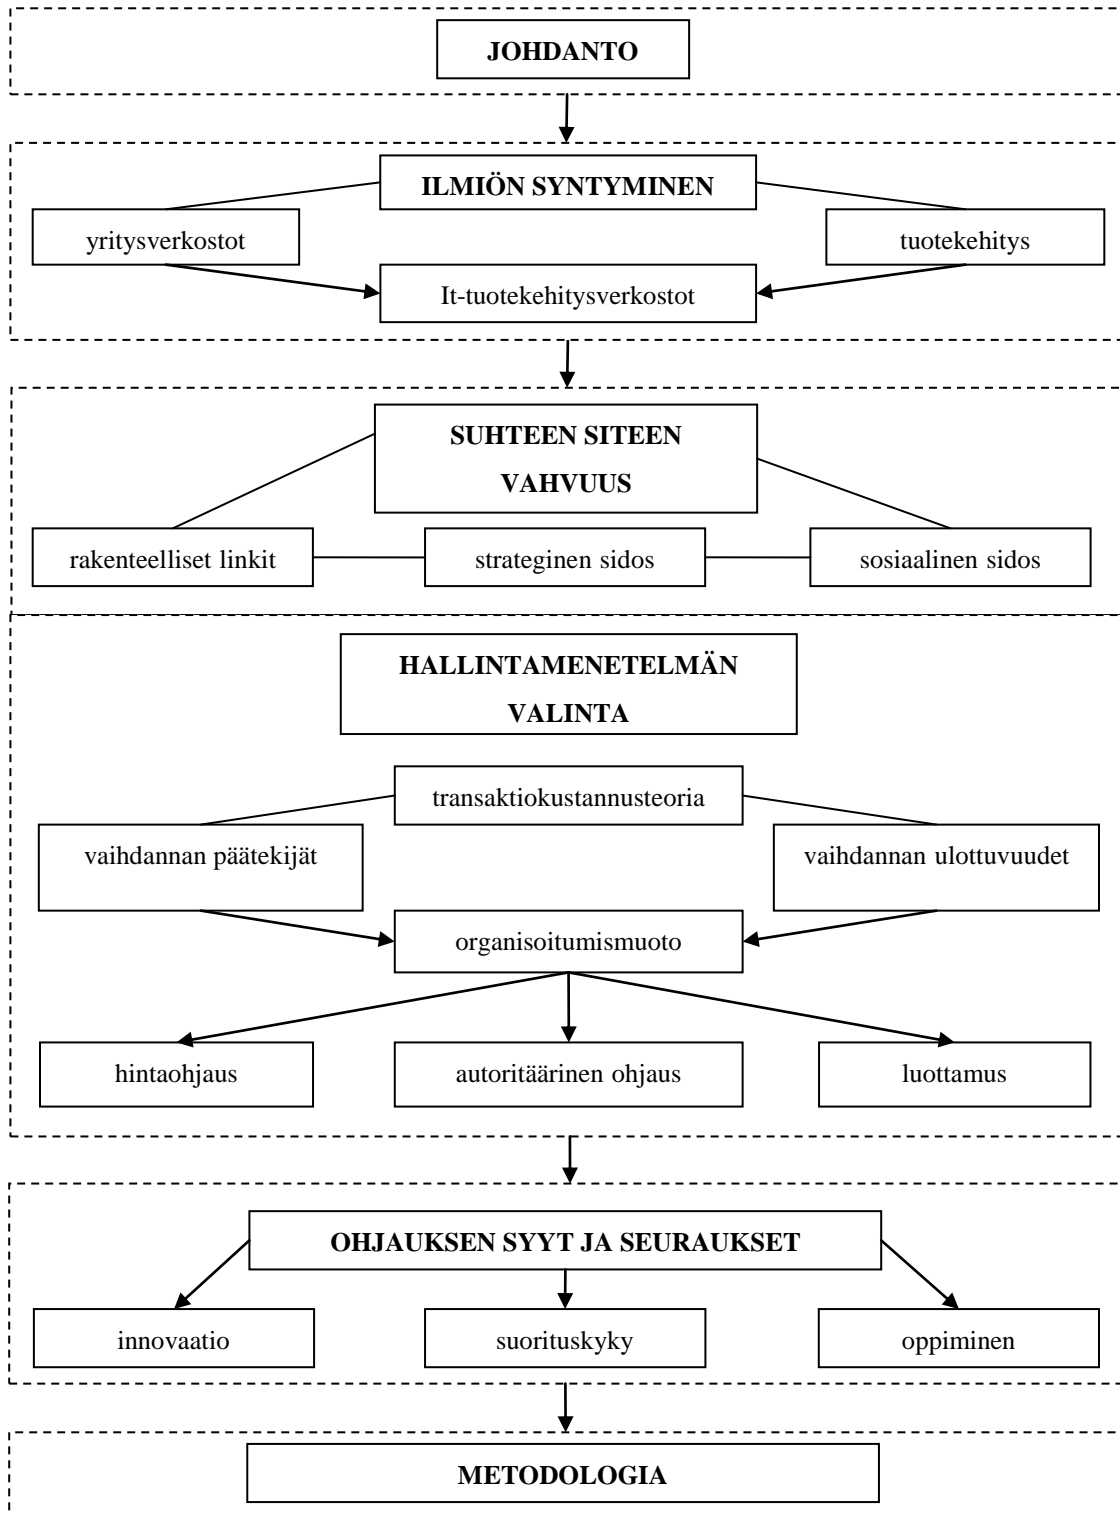 JOHDANTO
ILMIÖN SYNTYMINEN
yritysverkostot
tuotekehitys
It-tuotekehitysverkostot
SUHTEEN SITEEN
VAHVUUS
rakenteelliset linkit
strateginen sidos
sosiaalinen sidos
HALLINTAMENETELMÄN
VALINTA
transaktiokustannusteoria
vaihdannan päätekijät
vaihdannan ulottuvuudet
organisoitumismuoto
hintaohjaus
autoritäärinen ohjaus
luottamus
OHJAUKSEN SYYT JA SEURAUKSET
innovaatio
suorituskyky
oppiminen
METODOLOGIA